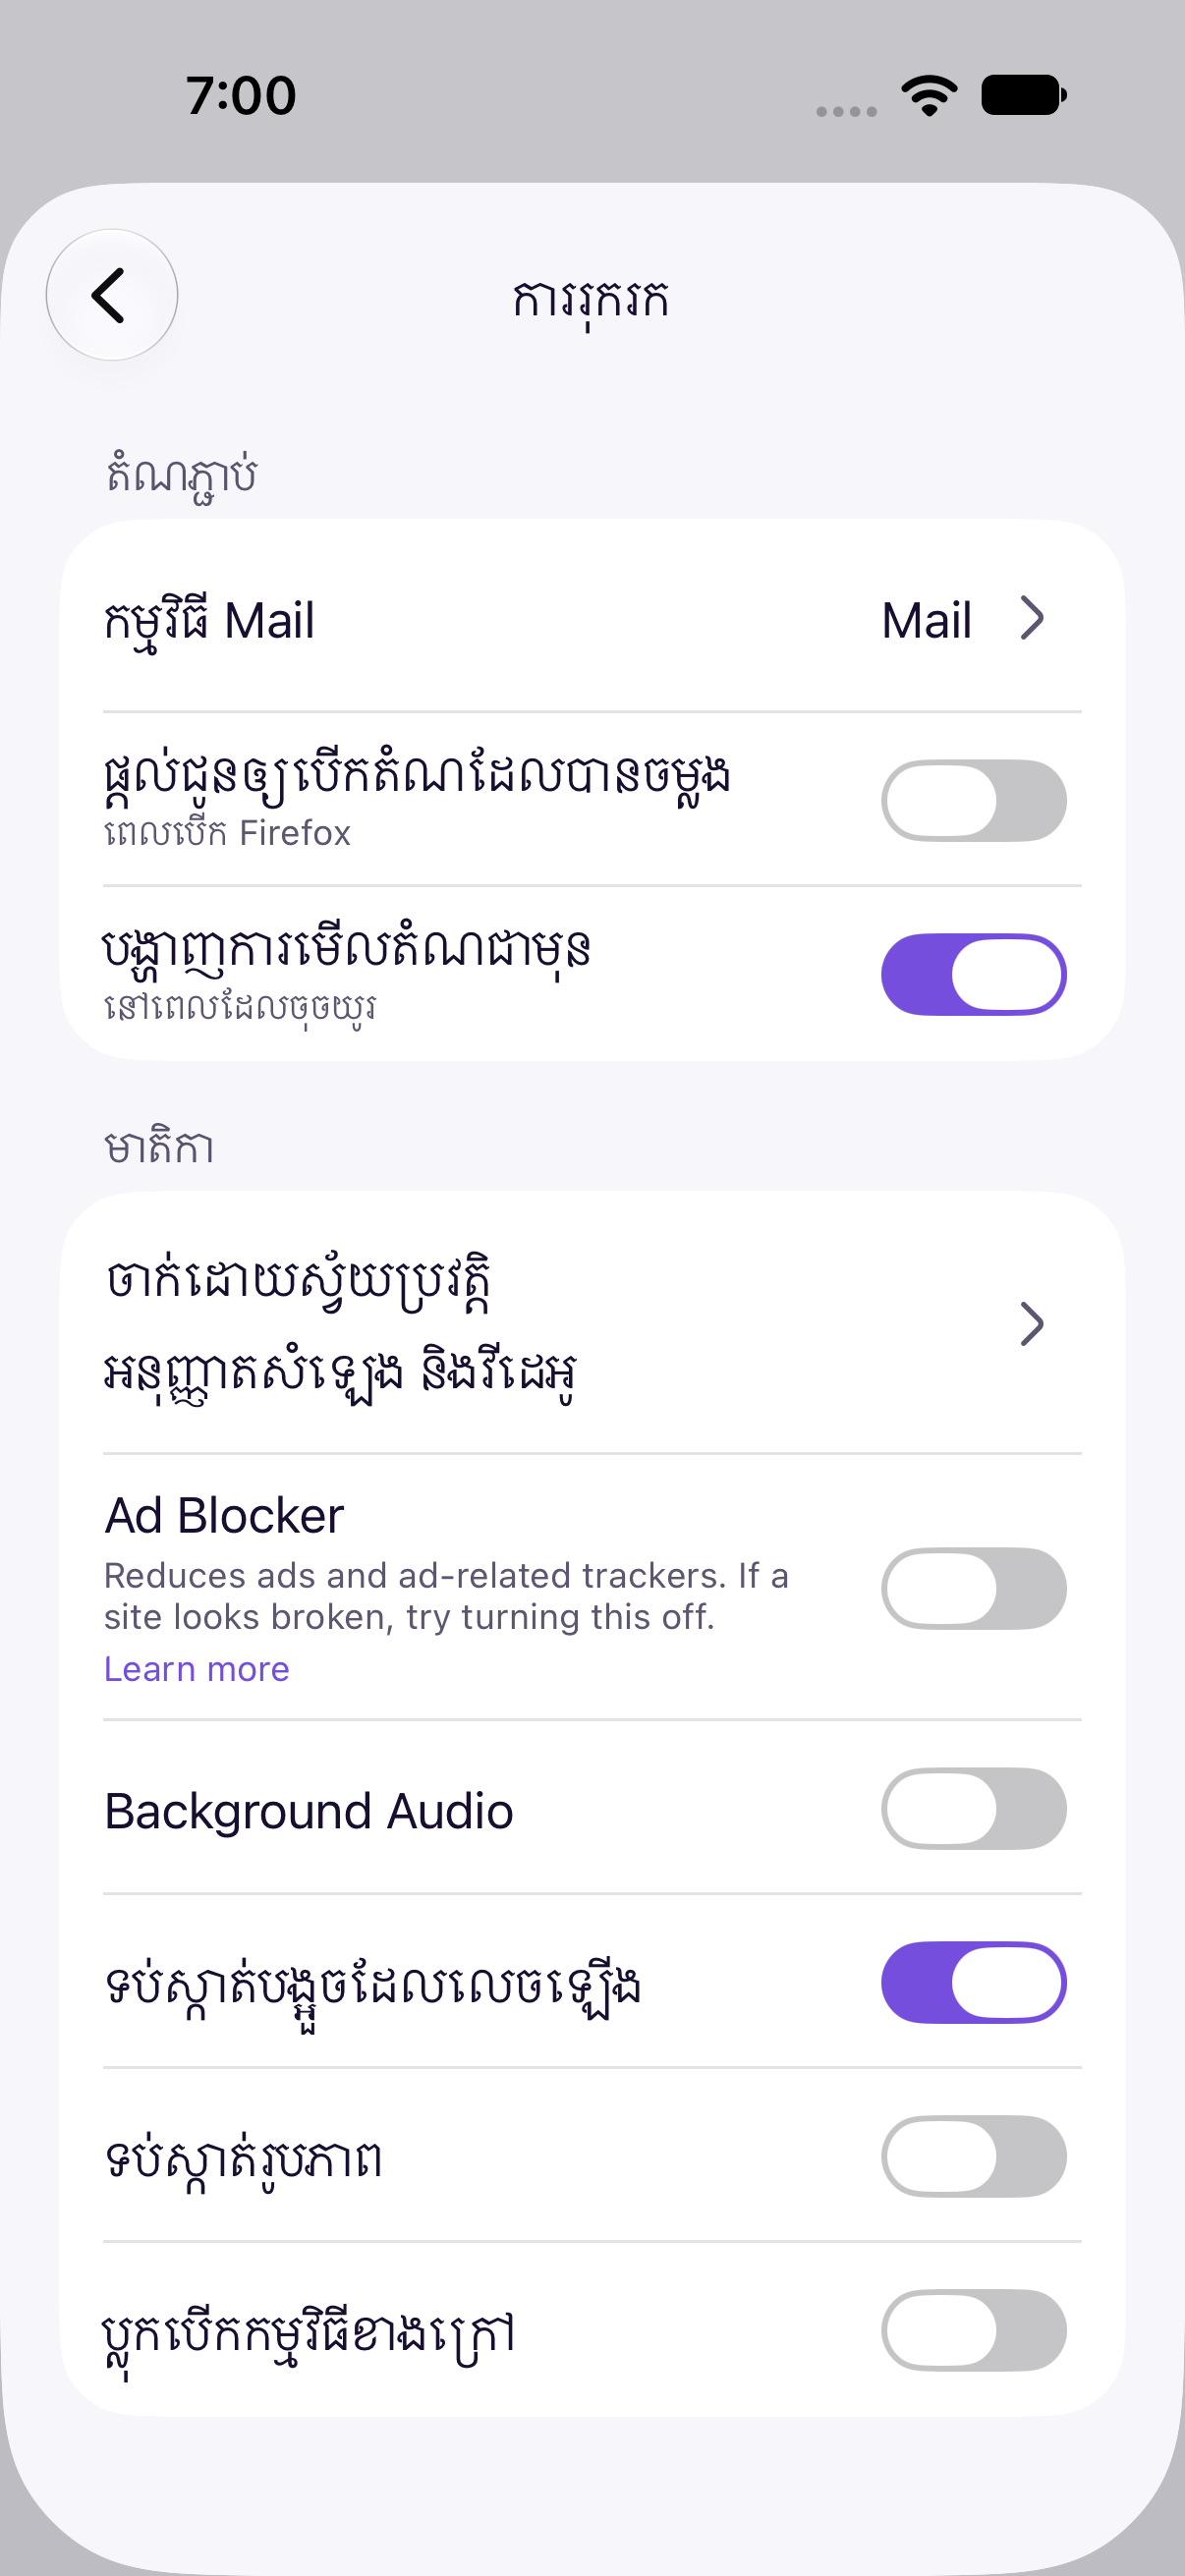 7:00
ការរុករក
តំណភ្ជាប់
កម្មវិធី Mail
Mail
ផ្ដល់ជូនឲ្យបើកតំណដែលបានចម្លង
ពេលបើក Firefox
បង្ហាញការមើលតំណជាមុន
នៅពេលដែលចុចយូរ
មាតិកា
ចាក់ដោយស្វ័យប្រវត្តិ
អនុញ្ញាតសំឡេង និងវីដេអូ
Ad Blocker
Reduces ads and ad-related trackers. If a
site looks broken, try turning this off.
Learn more
Background Audio
ទប់ស្កាត់បង្អួចដែលលេចឡើង
ទប់ស្កាត់រូបភាព
ប្លុកបើកកម្មវិធីខាងក្រៅ